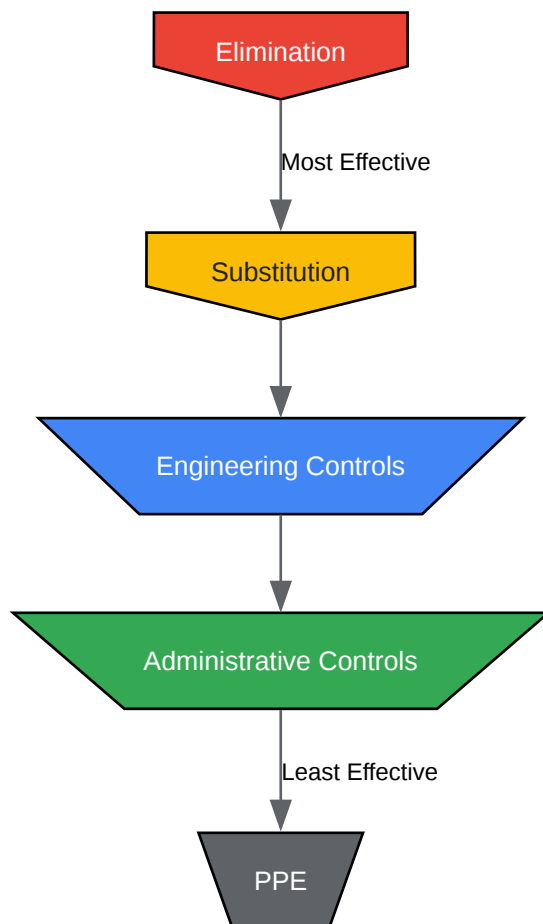 Elimination
Most Effective
Substitution
Engineering Controls
Administrative Controls
Least Effective
PPE